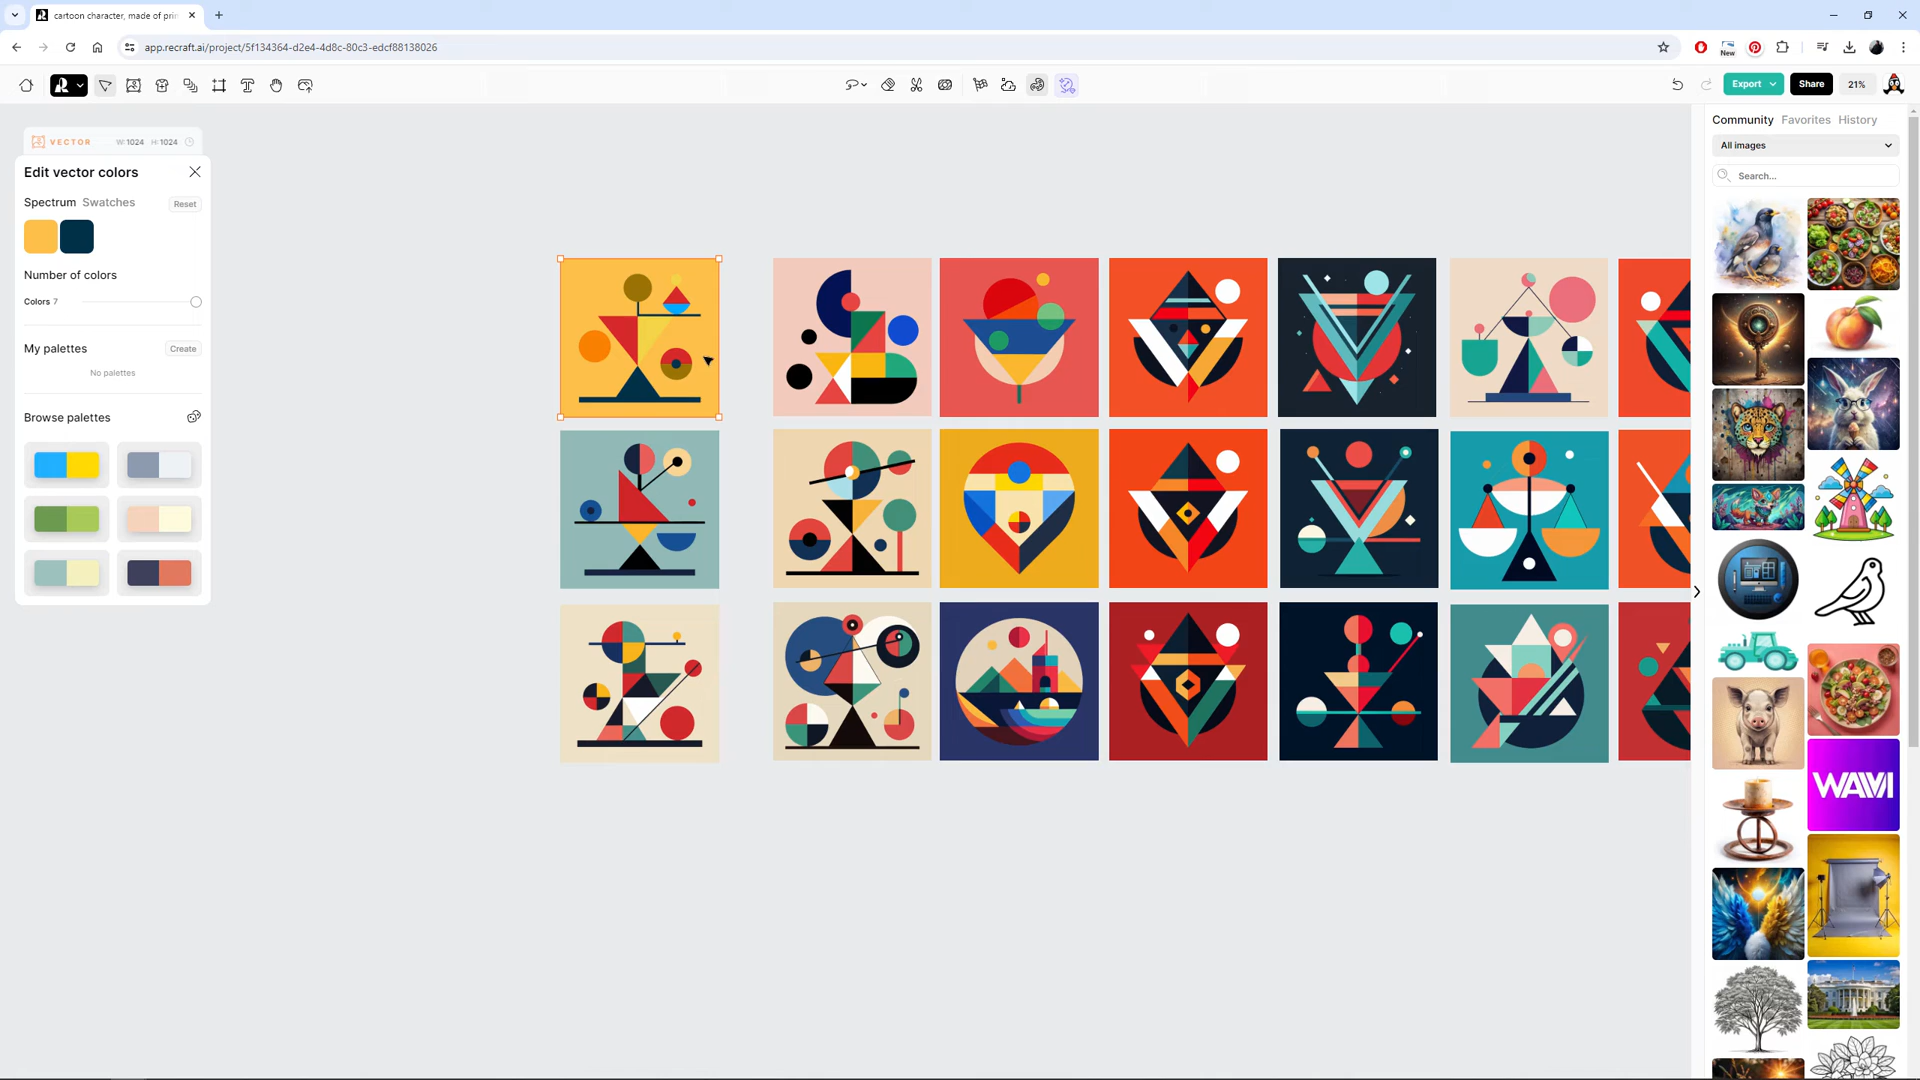 cartoon character, made of prin
app.recraft.ai/project/5f134364-d2e4-4d8c-80c3-edcf88138026
New
Export
Share
21%
VECTOR W: 1024 H: 1024
Edit vector colors
Spectrum Swatches Reset
Number of colors
Colors 7
My palettes Create
No palettes
Browse palettes
Community Favorites History
All images
Search...
WAVVI